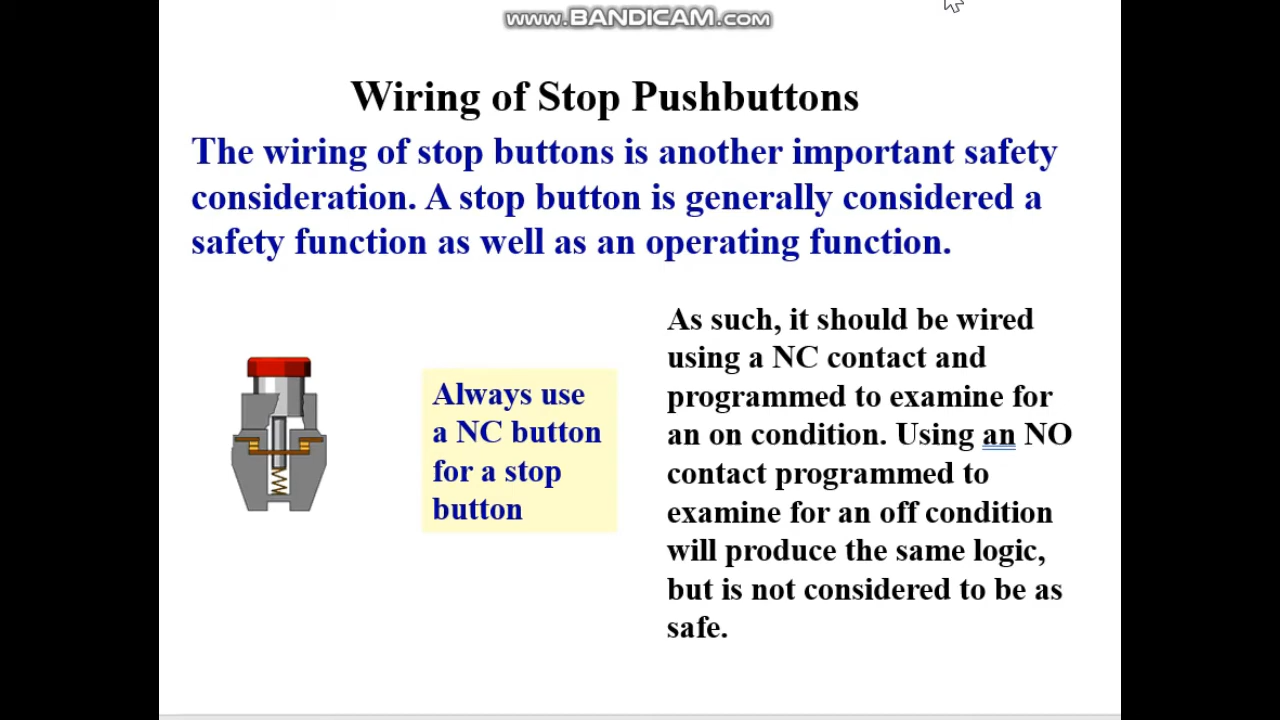 WWW.BANDICAM.COM
Wiring of Stop Pushbuttons
The wiring of stop buttons is another important safety
consideration. A stop button is generally considered a
safety function as well as an operating function.
Always use
a NC button
for a stop
button
As such, it should be wired
using a NC contact and
programmed to examine for
an on condition. Using an NO
contact programmed to
examine for an off condition
will produce the same logic,
but is not considered to be as
safe.